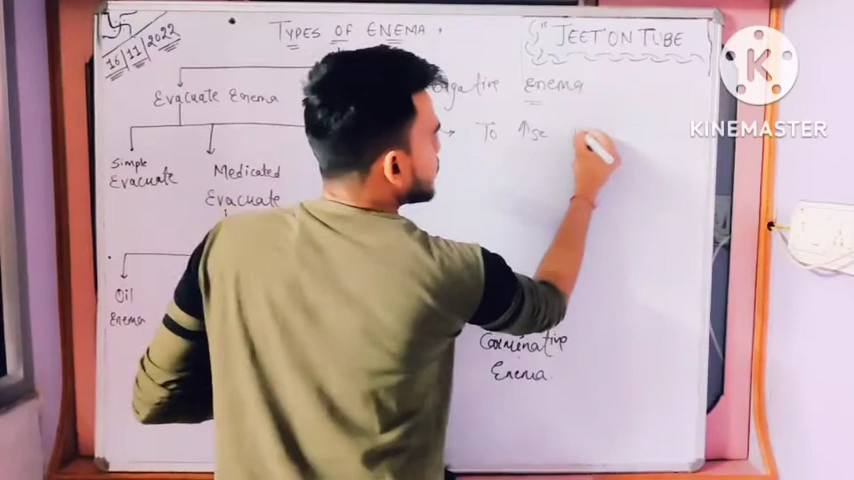 16/11/2022
TYPES OF ENEMA
"JEET'ON TUBE
Evacuate Enema
Enema
→ To ↑se
Simple
Evacuate
Medicated
Evacuate
Oil
Enema
Carminative
Enema
K
KINEMASTER